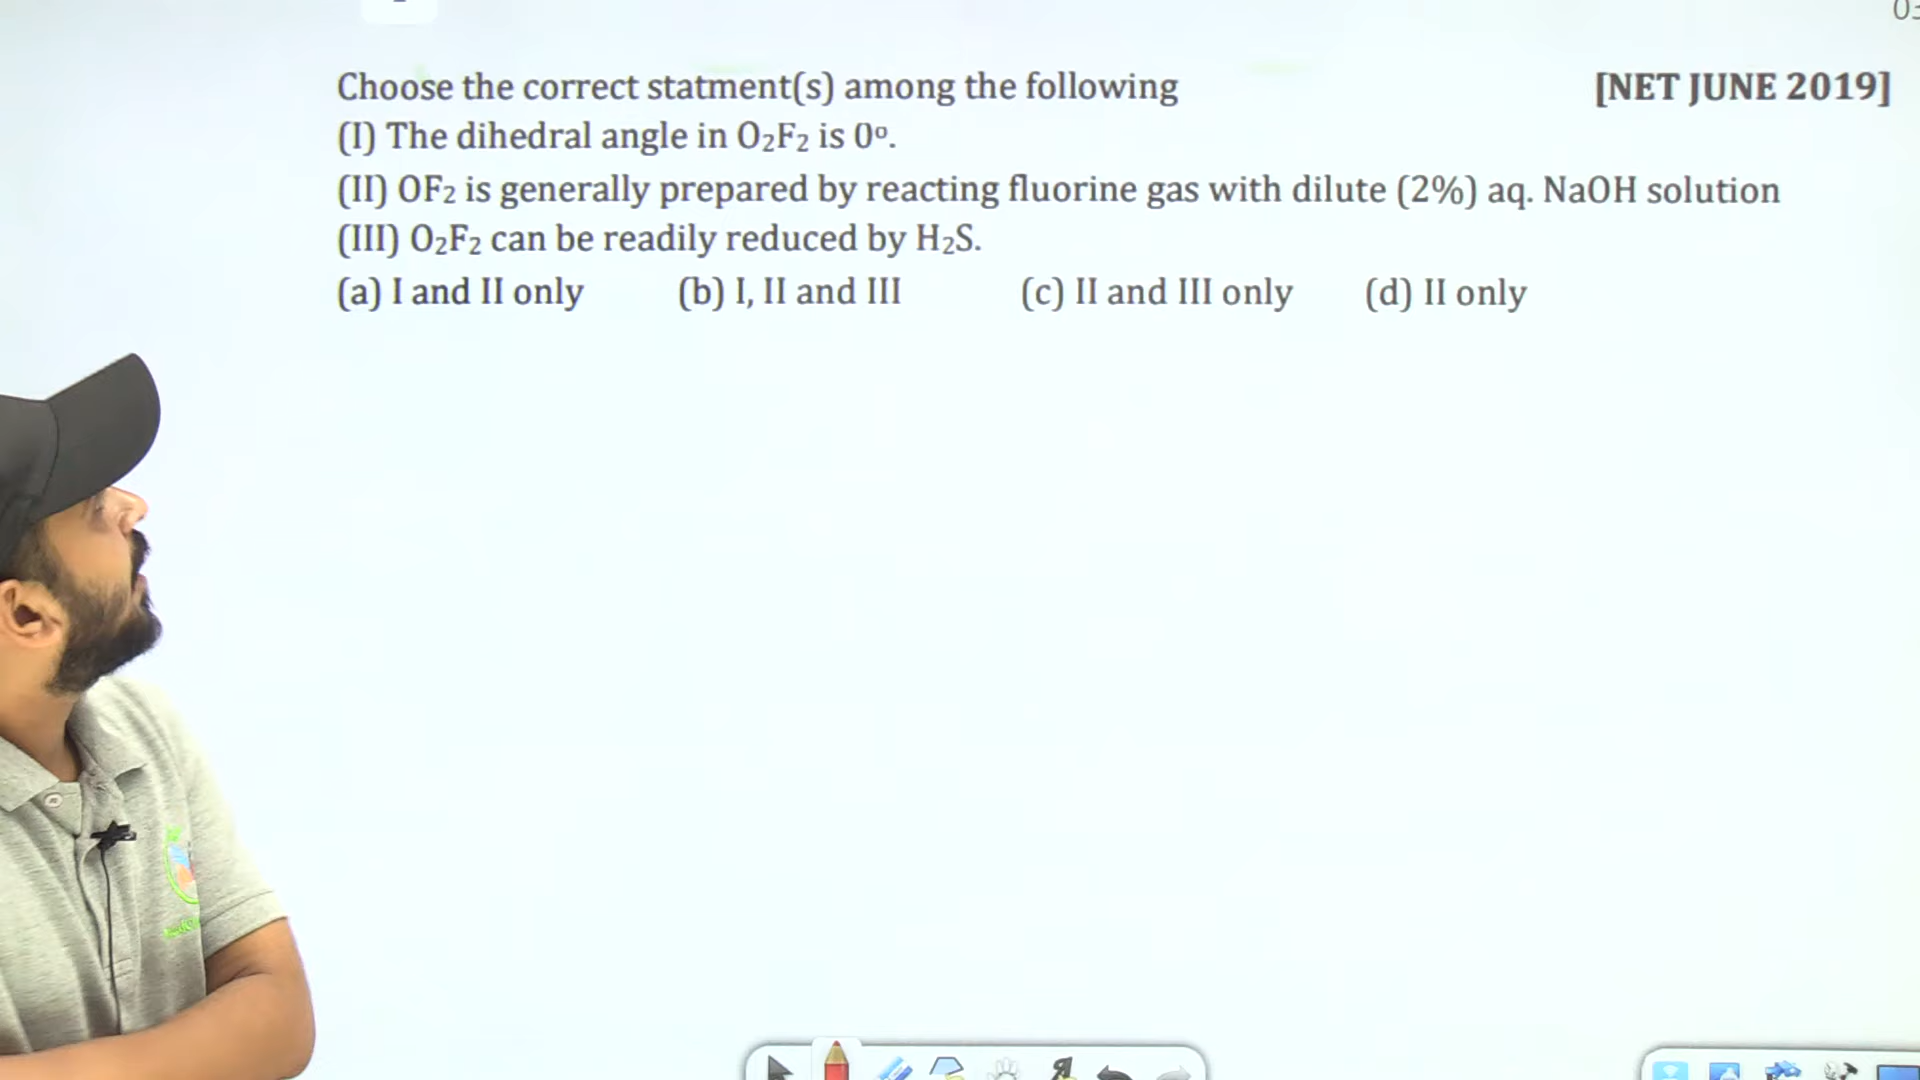 Choose the correct statment(s) among the following [NET JUNE 2019]
(I) The dihedral angle in O₂F₂ is 0º.
(II) OF₂ is generally prepared by reacting fluorine gas with dilute (2%) aq. NaOH solution
(III) O₂F₂ can be readily reduced by H₂S.
(a) I and II only (b) I, II and III (c) II and III only (d) II only